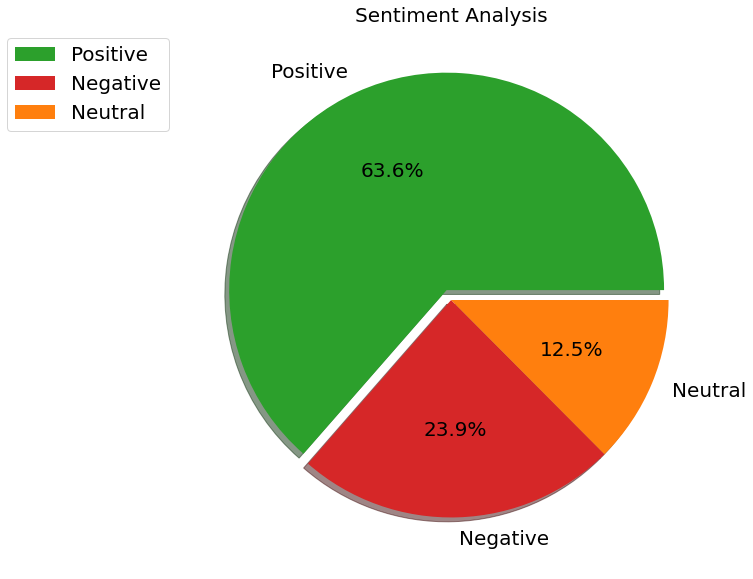 Sentiment Analysis
Positive
Negative
Neutral
Positive
63.6%
12.5%
Neutral
23.9%
Negative